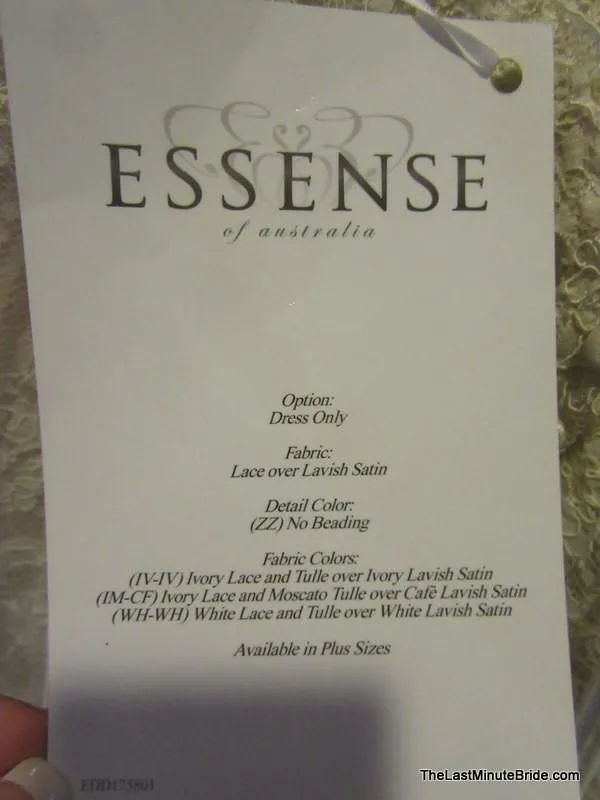 ESSENSE
of australia
Option:
Dress Only
Fabric:
Lace over Lavish Satin
Detail Color:
(ZZ) No Beading
Fabric Colors:
(IV-IV) Ivory Lace and Tulle over Ivory Lavish Satin
(IM-CF) Ivory Lace and Moscato Tulle over Café Lavish Satin
(WH-WH) White Lace and Tulle over White Lavish Satin
Available in Plus Sizes
TheLastMinuteBride.com